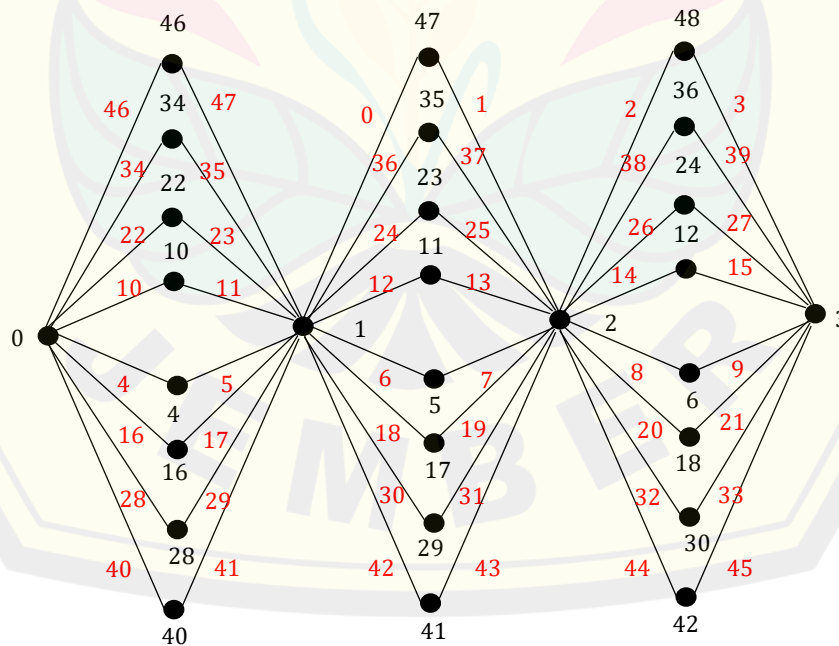 46 47 48
46 34 47 0 35 1 2 36 3
34 22 35 36 23 37 38 24 39
22 10 23 24 11 25 26 12 27
10 11 12 13 14 15
0 1 2 3
4 5 6 7 8 9
4 5 6
16 17 18 19 20 21
16 17 18
28 29 30 31 32 33
28 29 30
40 41 42 43 44 45
40 41 42
JEMBER